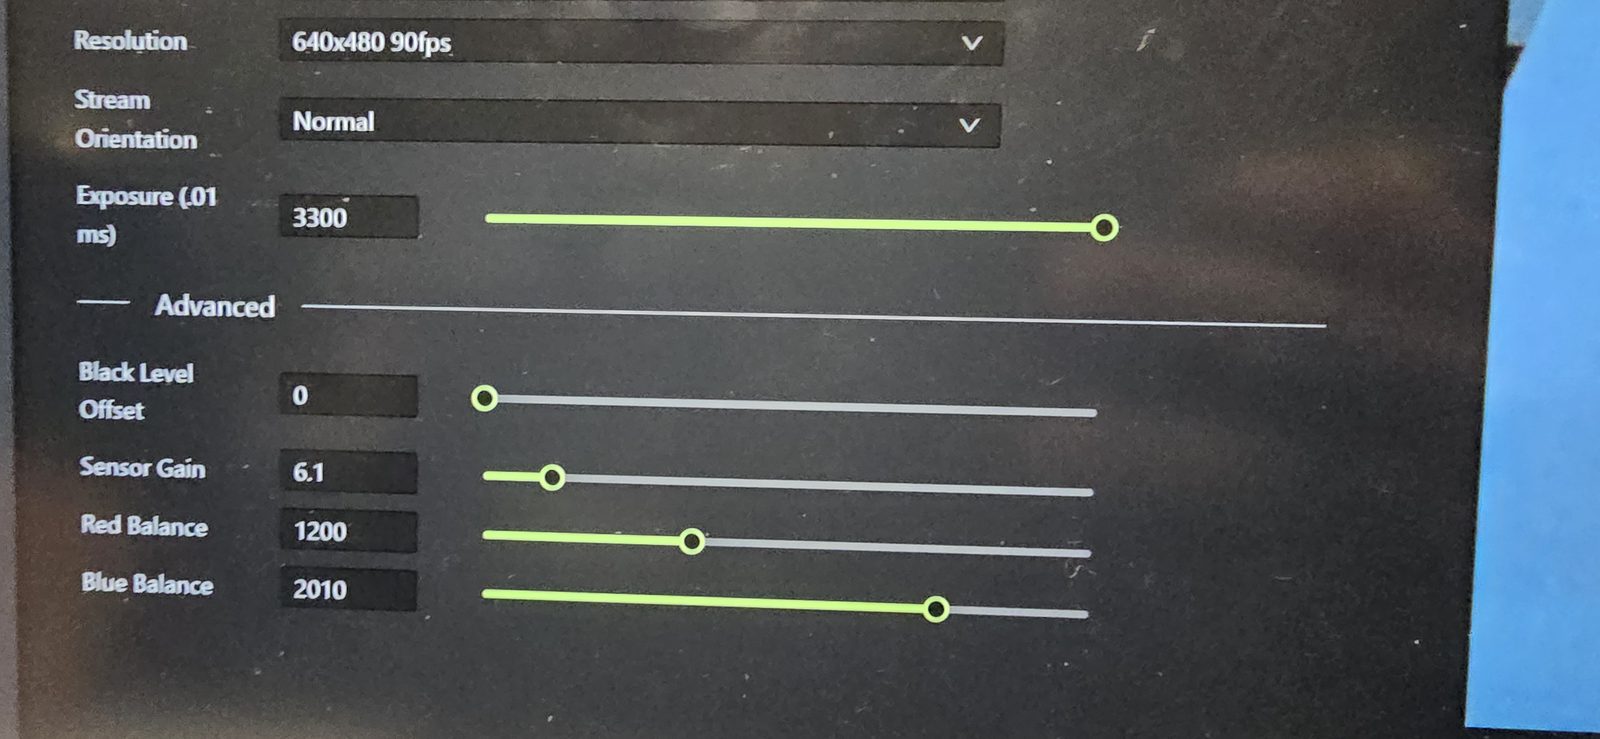 Resolution
640x480 90fps
Stream
Orientation
Normal
Exposure (.01
ms)
3300
Advanced
Black Level
Offset
0
Sensor Gain
6.1
Red Balance
1200
Blue Balance
2010